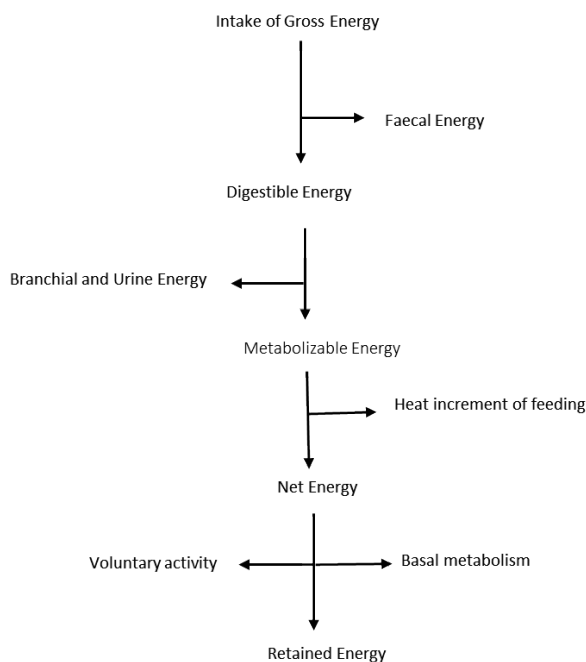 Intake of Gross Energy
Faecal Energy
Digestible Energy
Branchial and Urine Energy
Metabolizable Energy
Heat increment of feeding
Net Energy
Voluntary activity
Basal metabolism
Retained Energy